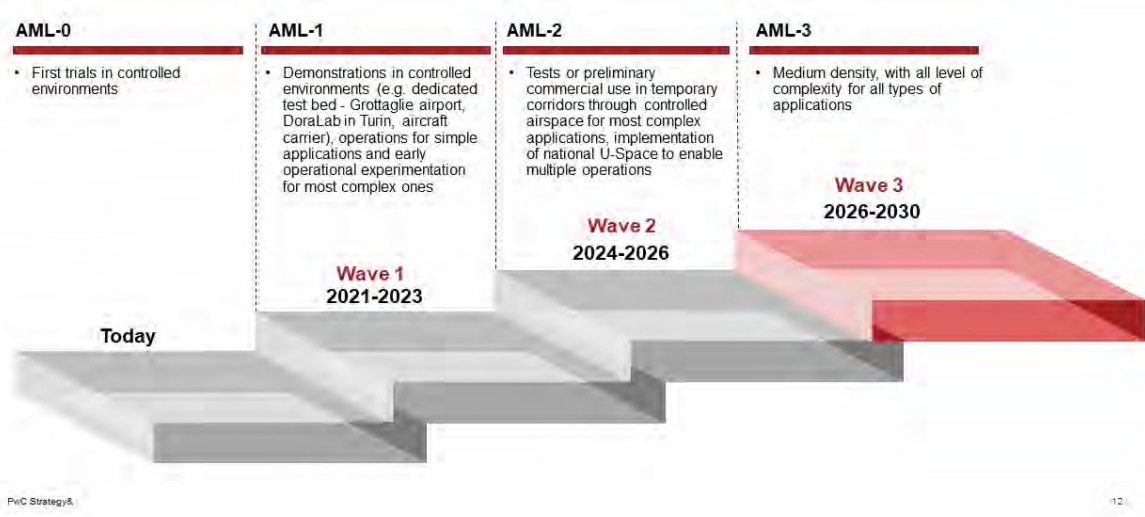 AML-0
• First trials in controlled
environments
AML-1
• Demonstrations in controlled
environments (e.g. dedicated
test bed - Grottaglie airport,
DoraLab in Turin, aircraft
carrier), operations for simple
applications and early
operational experimentation
for most complex ones
AML-2
• Tests or preliminary
commercial use in temporary
corridors through controlled
airspace for most complex
applications, implementation
of national U-Space to enable
multiple operations
AML-3
• Medium density, with all level of
complexity for all types of
applications
Today
Wave 1
2021-2023
Wave 2
2024-2026
Wave 3
2026-2030
PwC Strategy&
12